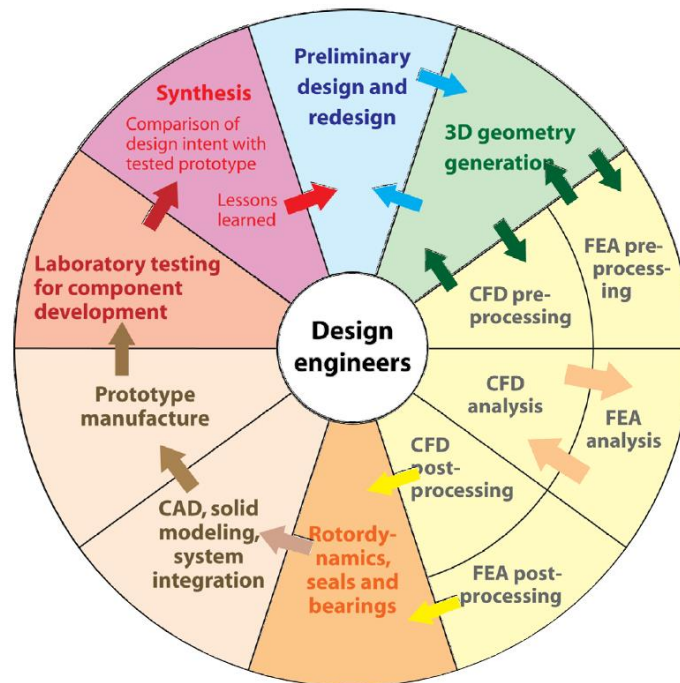 Preliminary
design and
redesign
3D geometry
generation
FEA pre-
process-
ing
CFD pre-
processing
CFD
analysis
FEA
analysis
CFD
post-
processing
FEA post-
processing
Rotordy-
namics,
seals and
bearings
CAD, solid
modeling,
system
integration
Prototype
manufacture
Laboratory testing
for component
development
Synthesis
Comparison of
design intent with
tested prototype
Lessons
learned
Design
engineers